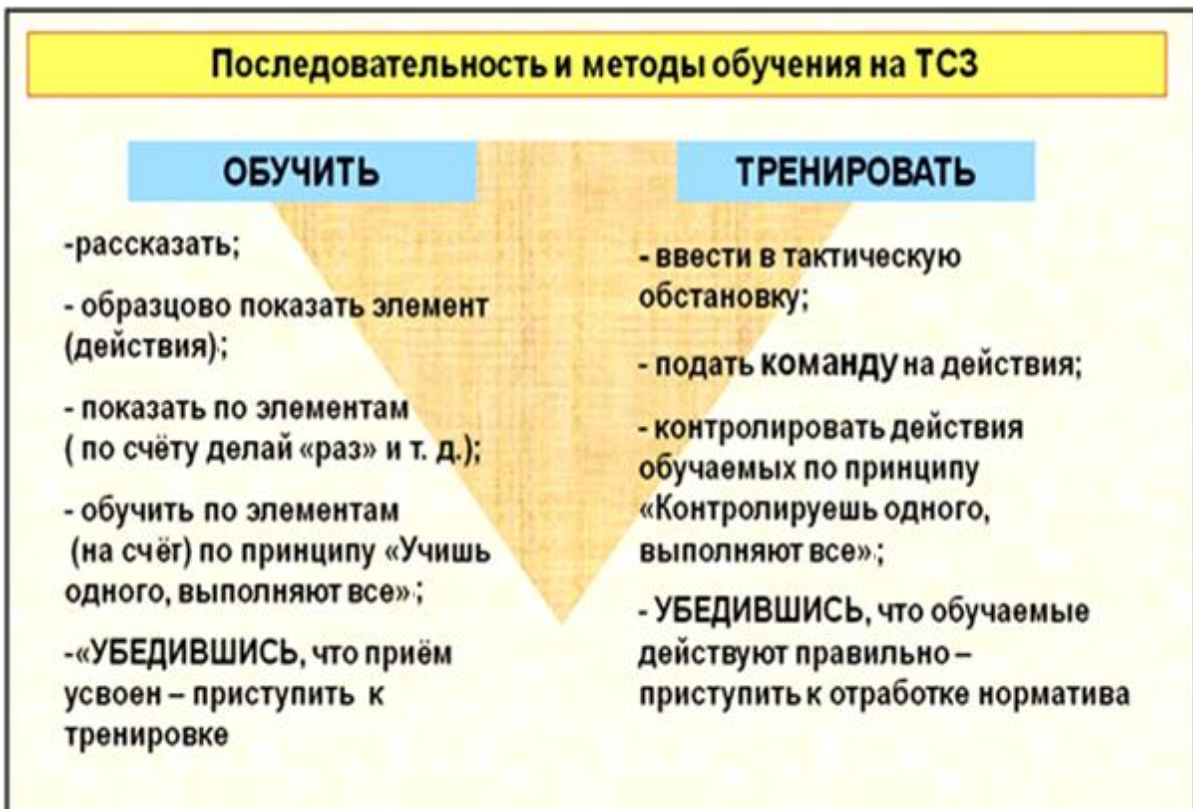 Последовательность и методы обучения на ТСЗ
ОБУЧИТЬ
-рассказать;
- образцово показать элемент
(действия);
- показать по элементам
( по счёту делай «раз» и т. д.);
- обучить по элементам
(на счёт) по принципу «Учишь
одного, выполняют все»;
-«УБЕДИВШИСЬ, что приём
усвоен – приступить к
тренировке
ТРЕНИРОВАТЬ
- ввести в тактическую
обстановку;
- подать команду на действия;
- контролировать действия
обучаемых по принципу
«Контролируешь одного,
выполняют все»;
- УБЕДИВШИСЬ, что обучаемые
действуют правильно –
приступить к отработке норматива